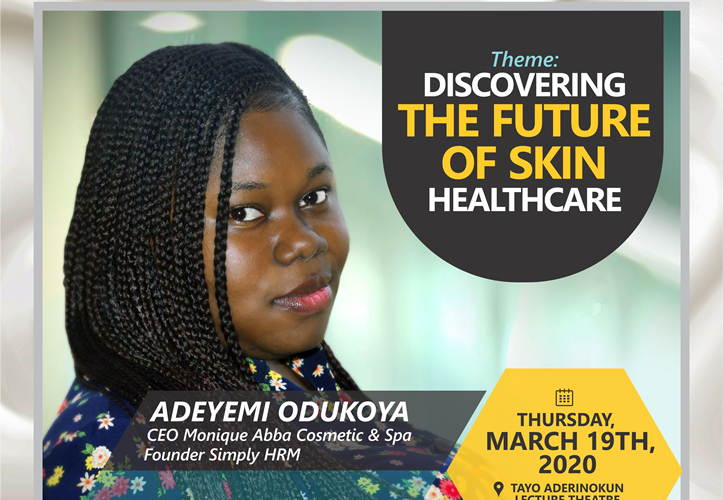 Theme:
DISCOVERING
THE FUTURE
OF SKIN
HEALTHCARE
ADEYEMI ODUKOYA
CEO Monique Abba Cosmetic & Spa
Founder Simply HRM
THURSDAY,
MARCH 19TH,
2020
TAYO ADERINOKUN
LECTURE THEATRE